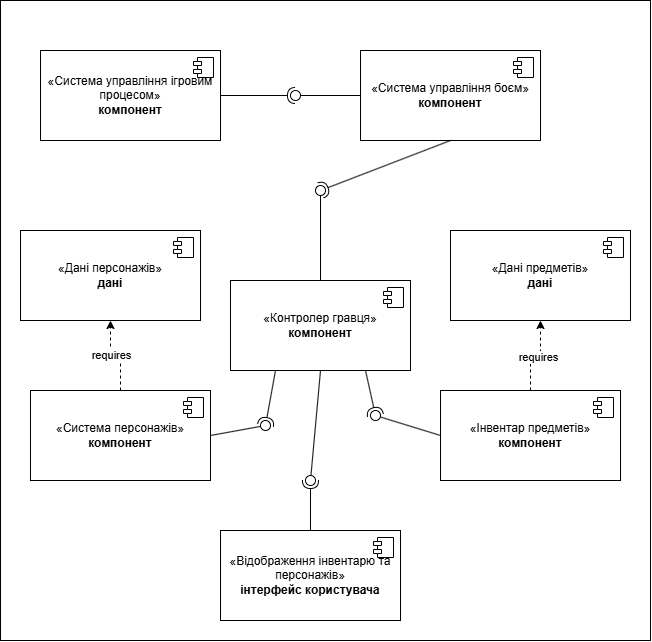 «Система управління ігровим
процесом»
компонент
«Система управління боєм»
компонент
«Дані персонажів»
дані
«Дані предметів»
дані
«Контролер гравця»
компонент
requires
requires
«Система персонажів»
компонент
«Інвентар предметів»
компонент
«Відображення інвентарю та
персонажів»
інтерфейс користувача